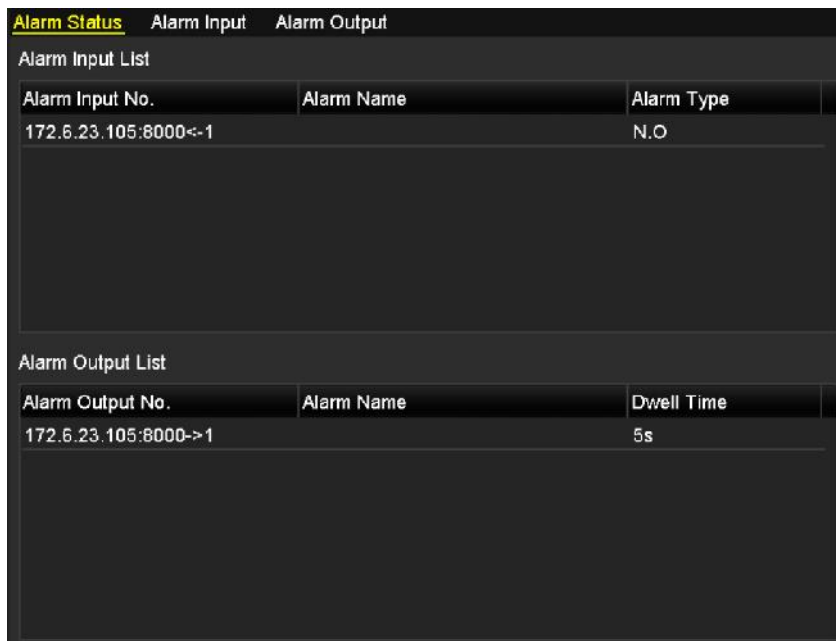 Alarm Status Alarm Input Alarm Output
Alarm Input List
Alarm Input No. Alarm Name Alarm Type
172.6.23.105:8000<-1 N.O
Alarm Output List
Alarm Output No. Alarm Name Dwell Time
172.6.23.105:8000->1 5s